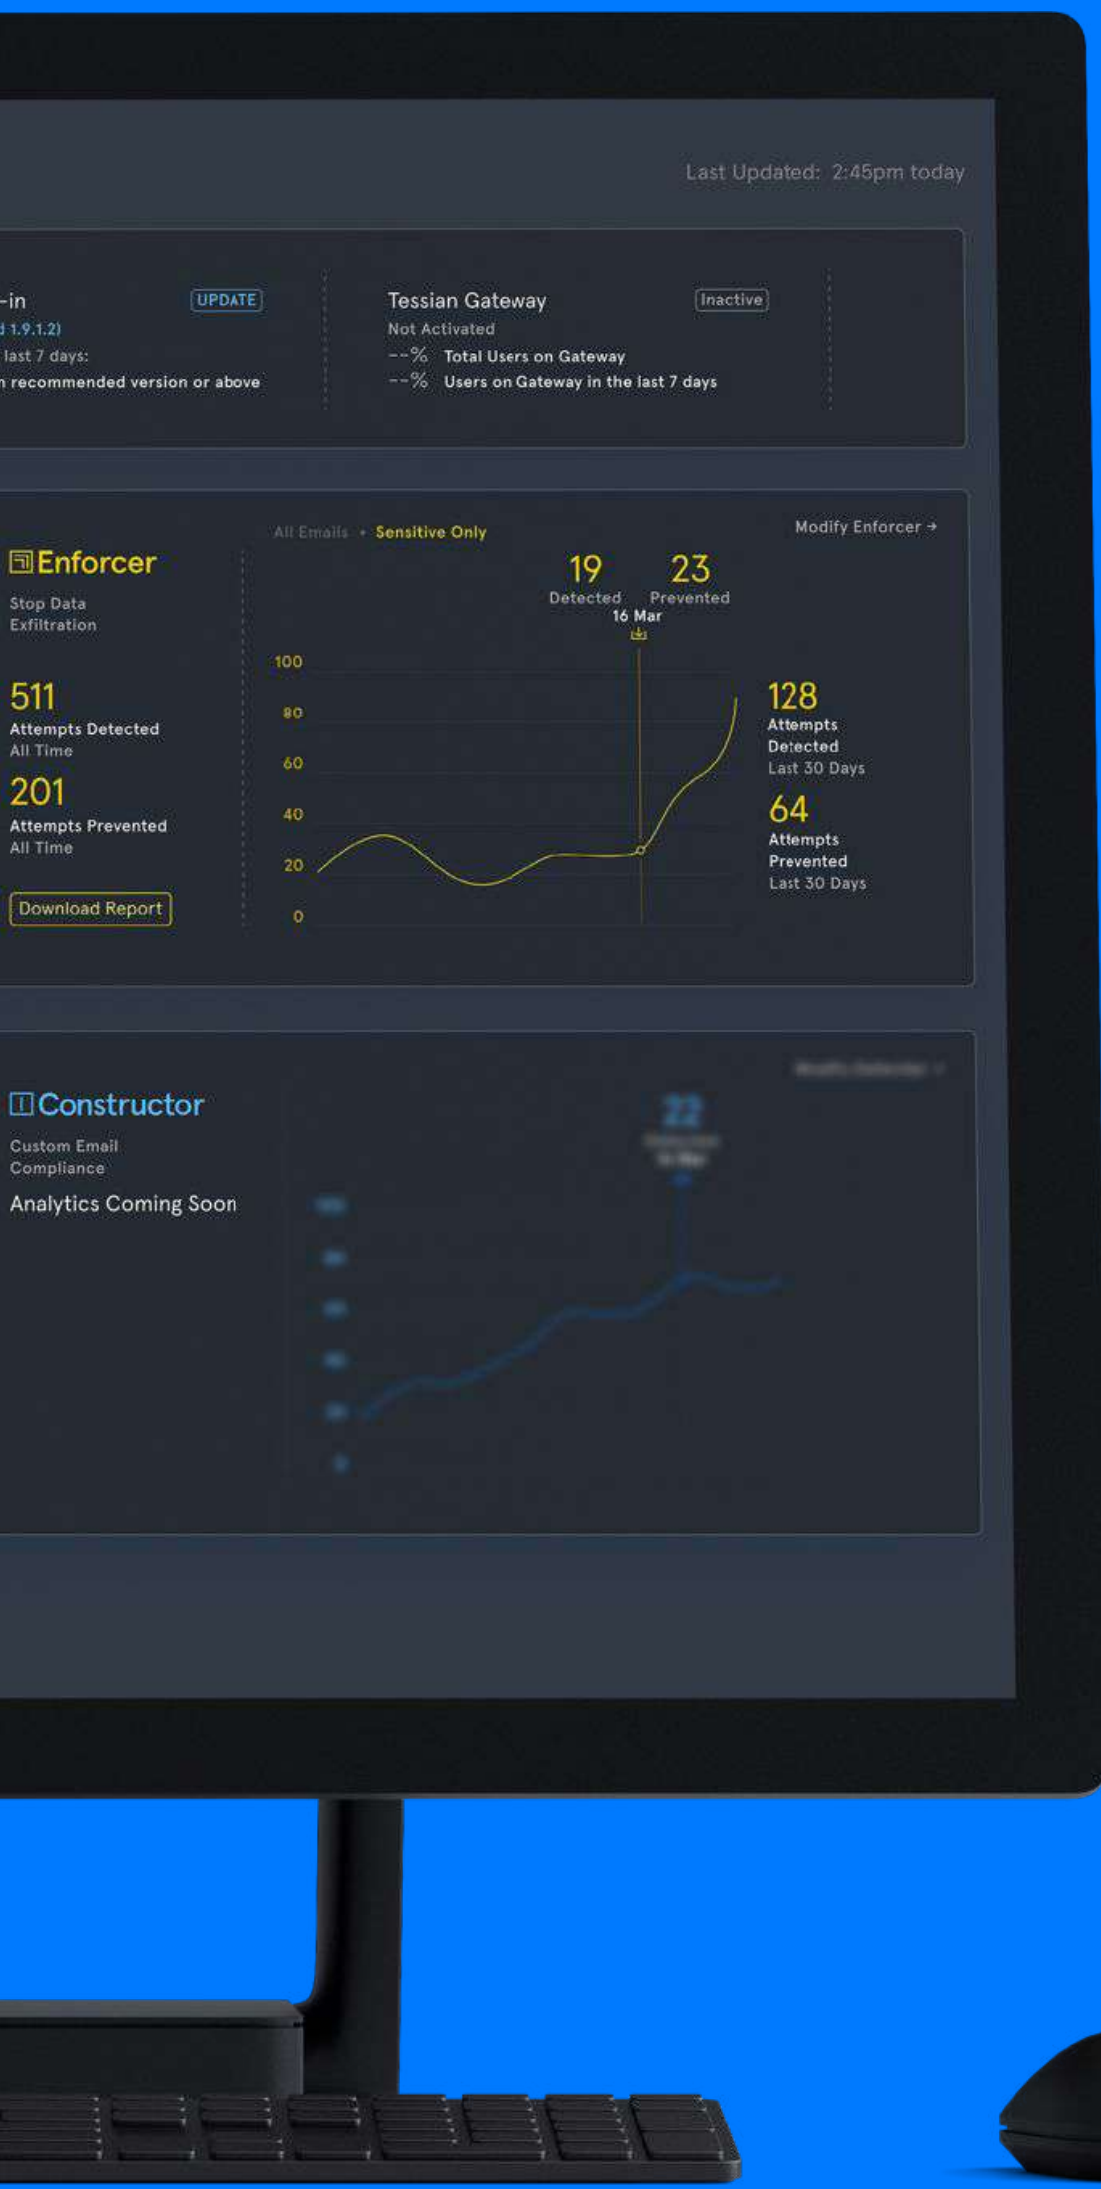 Last Updated: 2:45pm today
-in
UPDATE
d 1.9.1.2)
last 7 days:
n recommended version or above
Tessian Gateway
Inactive
Not Activated
--% Total Users on Gateway
--% Users on Gateway in the last 7 days
Enforcer
Stop Data
Exfiltration
511
Attempts Detected
All Time
201
Attempts Prevented
All Time
Download Report
All Emails • Sensitive Only
Modify Enforcer →
19
Detected
23
Prevented
16 Mar
100
80
60
40
20
0
128
Attempts
Detected
Last 30 Days
64
Attempts
Prevented
Last 30 Days
Constructor
Custom Email
Compliance
Analytics Coming Soon
22